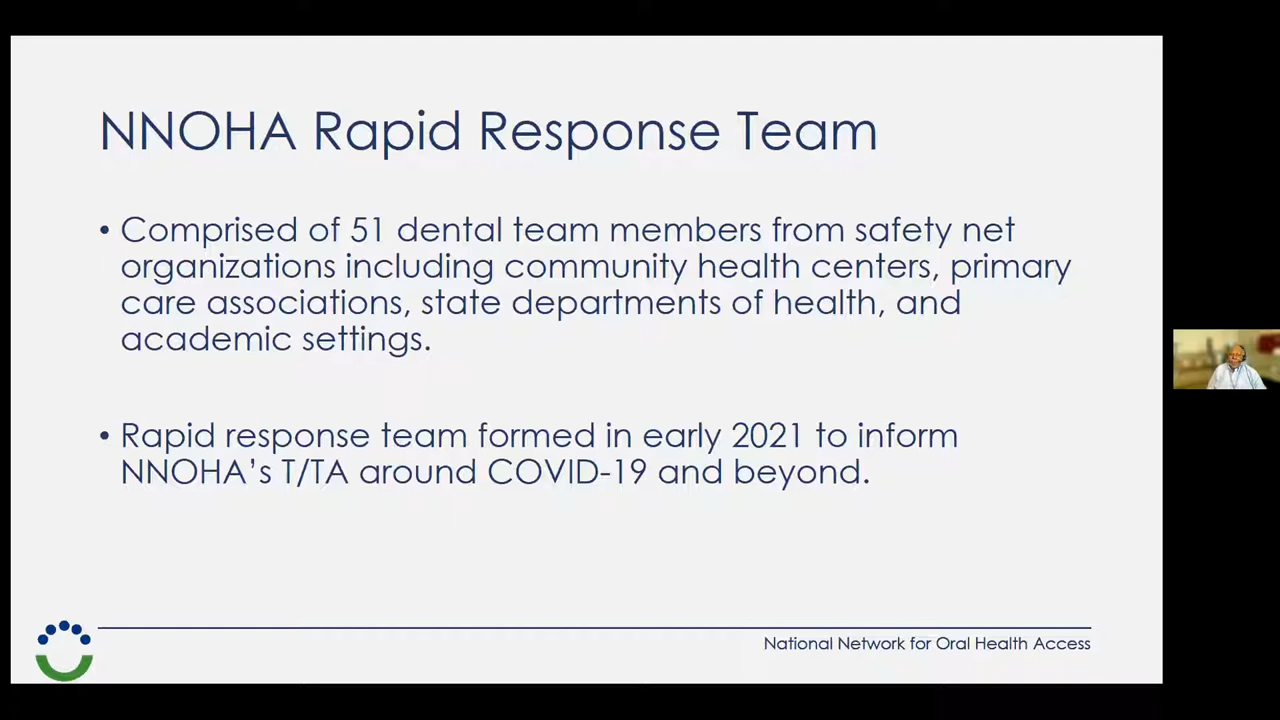 NNOHA Rapid Response Team
• Comprised of 51 dental team members from safety net
organizations including community health centers, primary
care associations, state departments of health, and
academic settings.
• Rapid response team formed in early 2021 to inform
NNOHA’s T/TA around COVID-19 and beyond.
National Network for Oral Health Access